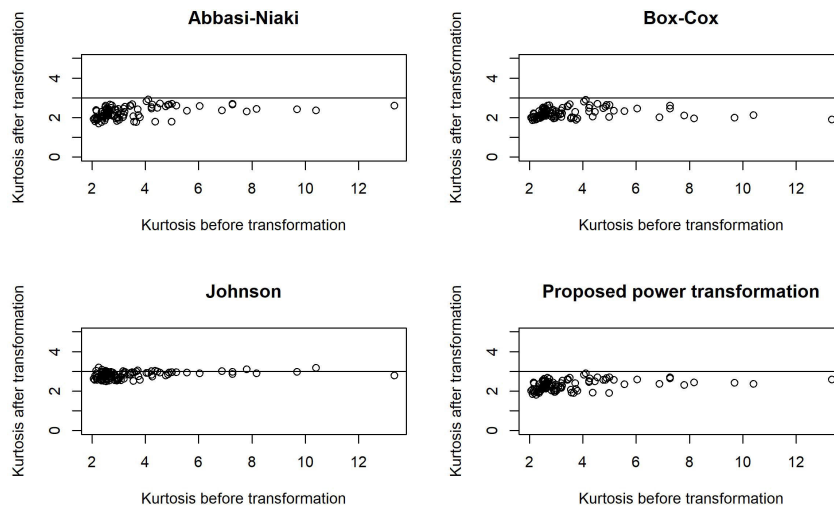 Abbasi-Niaki
Kurtosis after transformation
4
2
0
2 4 6 8 10 12
Kurtosis before transformation
Box-Cox
Kurtosis after transformation
4
2
0
2 4 6 8 10 12
Kurtosis before transformation
Johnson
Kurtosis after transformation
4
2
0
2 4 6 8 10 12
Kurtosis before transformation
Proposed power transformation
Kurtosis after transformation
4
2
0
2 4 6 8 10 12
Kurtosis before transformation